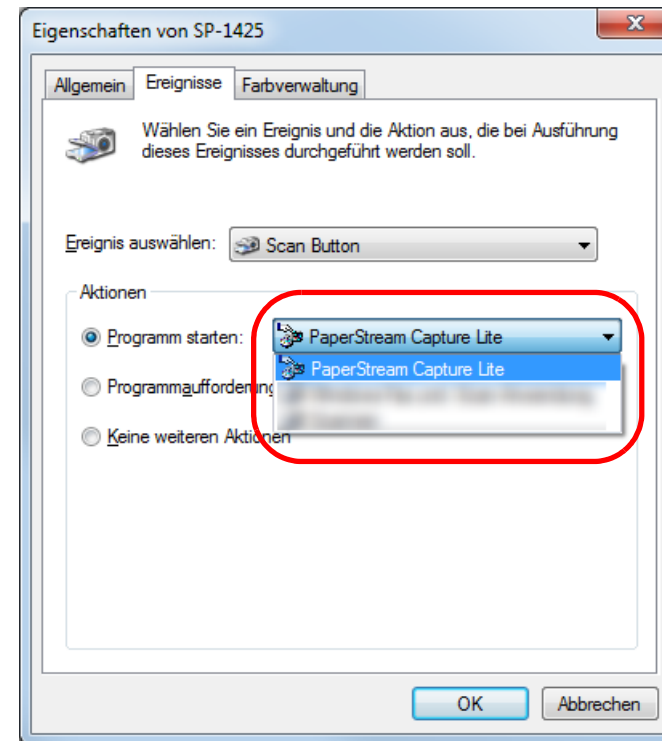 Eigenschaften von SP-1425
Allgemein Ereignisse Farbverwaltung
Wählen Sie ein Ereignis und die Aktion aus, die bei Ausführung
dieses Ereignisses durchgeführt werden soll.
Ereignis auswählen: Scan Button
Aktionen
Programm starten: PaperStream Capture Lite
PaperStream Capture Lite
Programmaufforderung
Keine weiteren Aktionen
OK Abbrechen